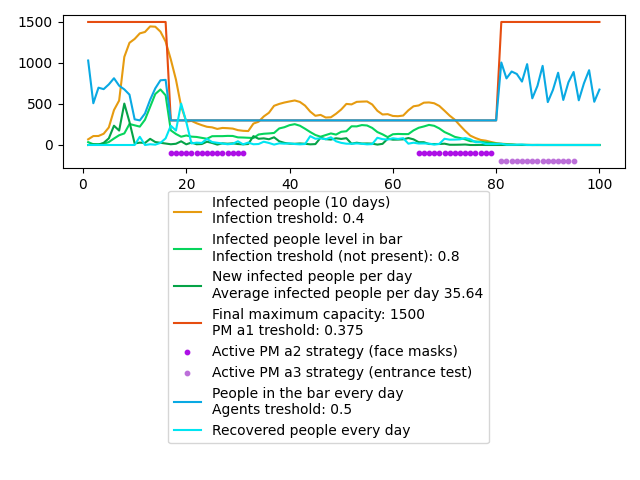 1500
1000
500
0
0 20 40 60 80 100
Infected people (10 days)
Infection treshold: 0.4
Infected people level in bar
Infection treshold (not present): 0.8
New infected people per day
Average infected people per day 35.64
Final maximum capacity: 1500
PM a1 treshold: 0.375
Active PM a2 strategy (face masks)
Active PM a3 strategy (entrance test)
People in the bar every day
Agents treshold: 0.5
Recovered people every day